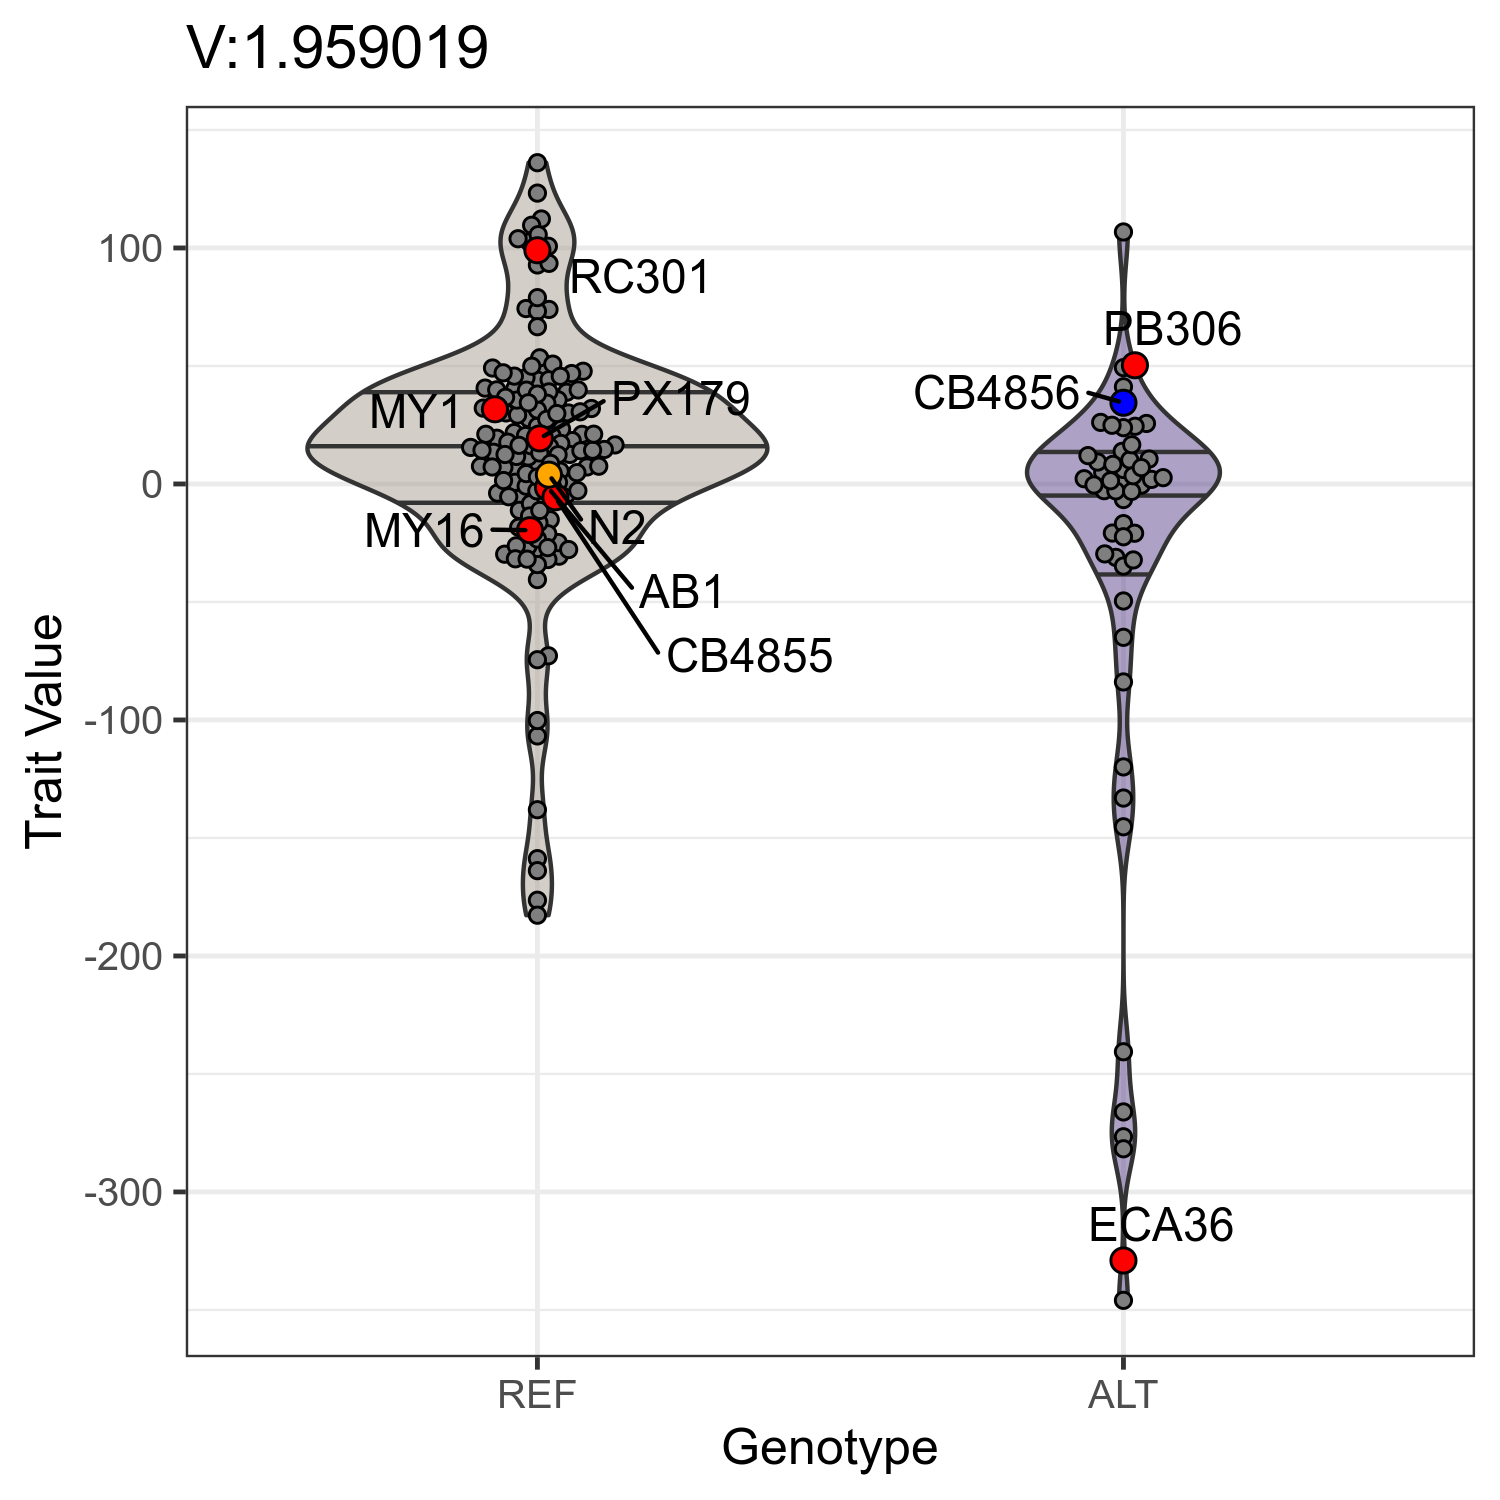 V:1.959019
Trait Value
100
0
-100
-200
-300
RC301
PB306
CB4856
PX179
MY1
MY16
N2
AB1
CB4855
ECA36
REF
ALT
Genotype